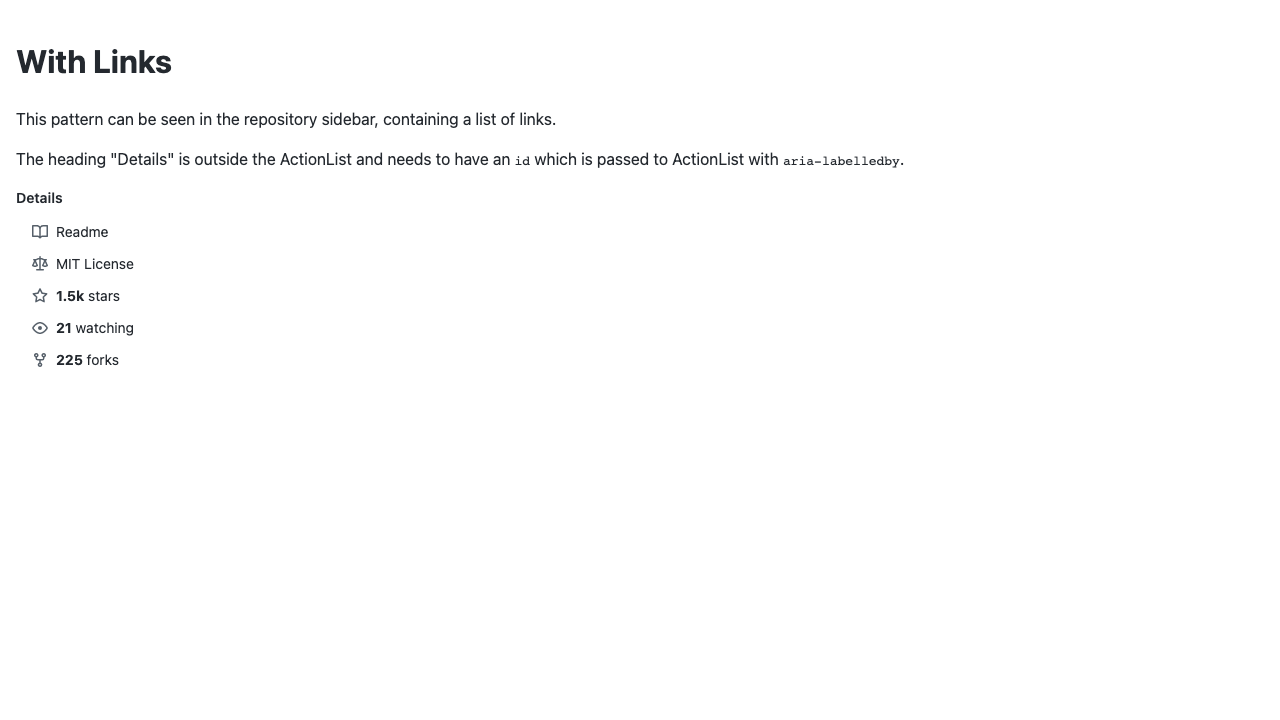 With Links
This pattern can be seen in the repository sidebar, containing a list of links.
The heading "Details" is outside the ActionList and needs to have an id which is passed to ActionList with aria-labelledby.
Details
Readme
MIT License
1.5k stars
21 watching
225 forks